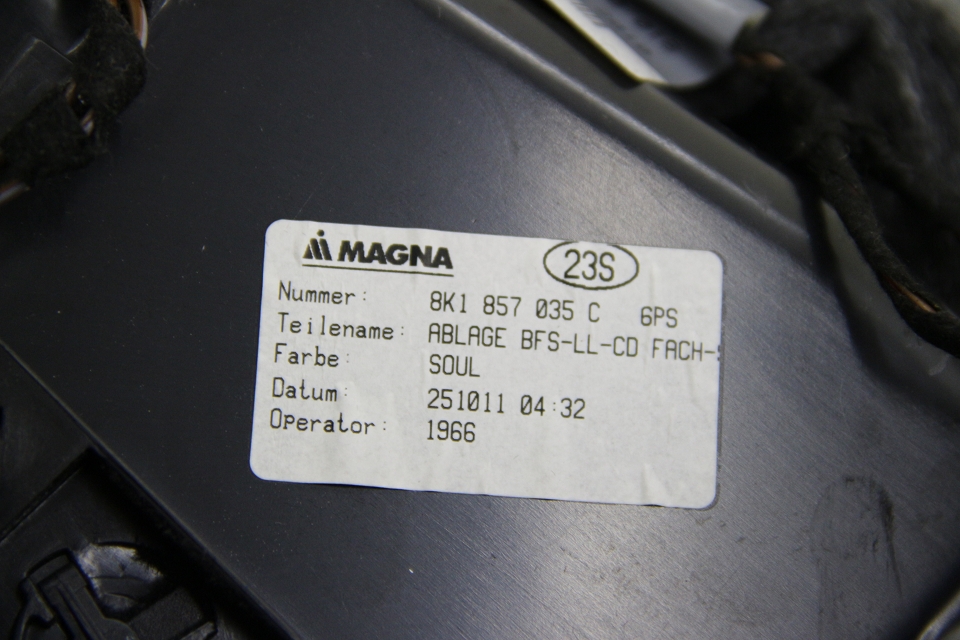 MAGNA 23S
Nummer: 8K1 857 035 C 6PS
Teilename: ABLAGE BFS-LL-CD FACH-
Farbe: SOUL
Datum: 251011 04:32
Operator: 1966